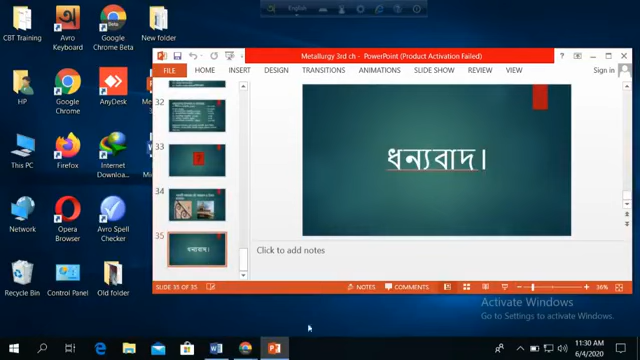 English
CBT Training
Avro Keyboard
Google Chrome Beta
New folder
HP
Google Chrome
AnyDesk
This PC
Firefox
Internet Downloa...
Network
Opera Browser
Avro Spell Checker
Recycle Bin
Control Panel
Old folder
Metallurgy 3rd ch - PowerPoint (Product Activation Failed)
FILE HOME INSERT DESIGN TRANSITIONS ANIMATIONS SLIDE SHOW REVIEW VIEW Sign in
32
33
34
35
ধন্যবাদ।
ধন্যবাদ।
Click to add notes
SLIDE 35 OF 35 NOTES COMMENTS 36%
Activate Windows
Go to Settings to activate Windows.
11:30 AM
6/4/2020